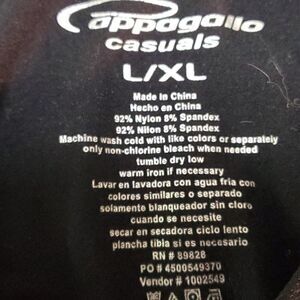 Pappagallo
casuals
L/XL
Made in China
Hecho en China
92% Nylon 8% Spandex
92% Nilon 8% Spandex
Machine wash cold with like colors or separately
only non-chlorine bleach when needed
tumble dry low
warm iron if necessary
Lavar en lavadora con agua fria con
colores similares o separado
solamente blanqueador sin cloro
cuando se necesite
secar en secadora ciclo lento
plancha tibia si es necesario
RN # 89828
PO # 4500549370
Vendor # 1002549